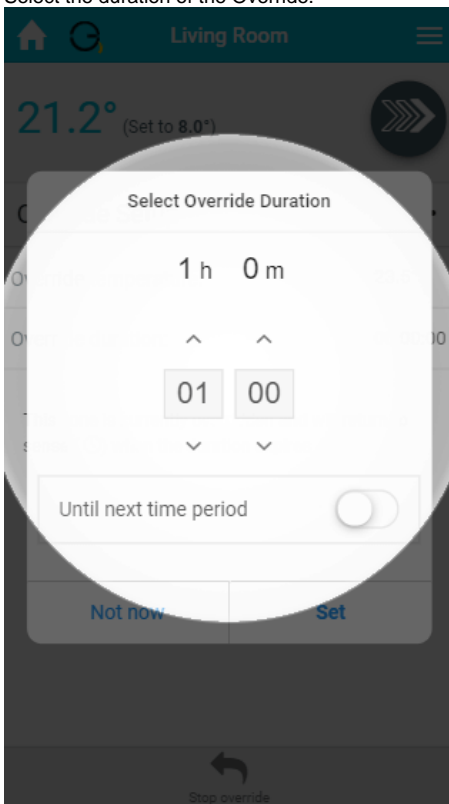 Select the duration of the Override.
Living Room
21.2° (Set to 8.0°)
Select Override Duration
1 h 0 m
01 00
Until next time period
Not now Set
Stop override